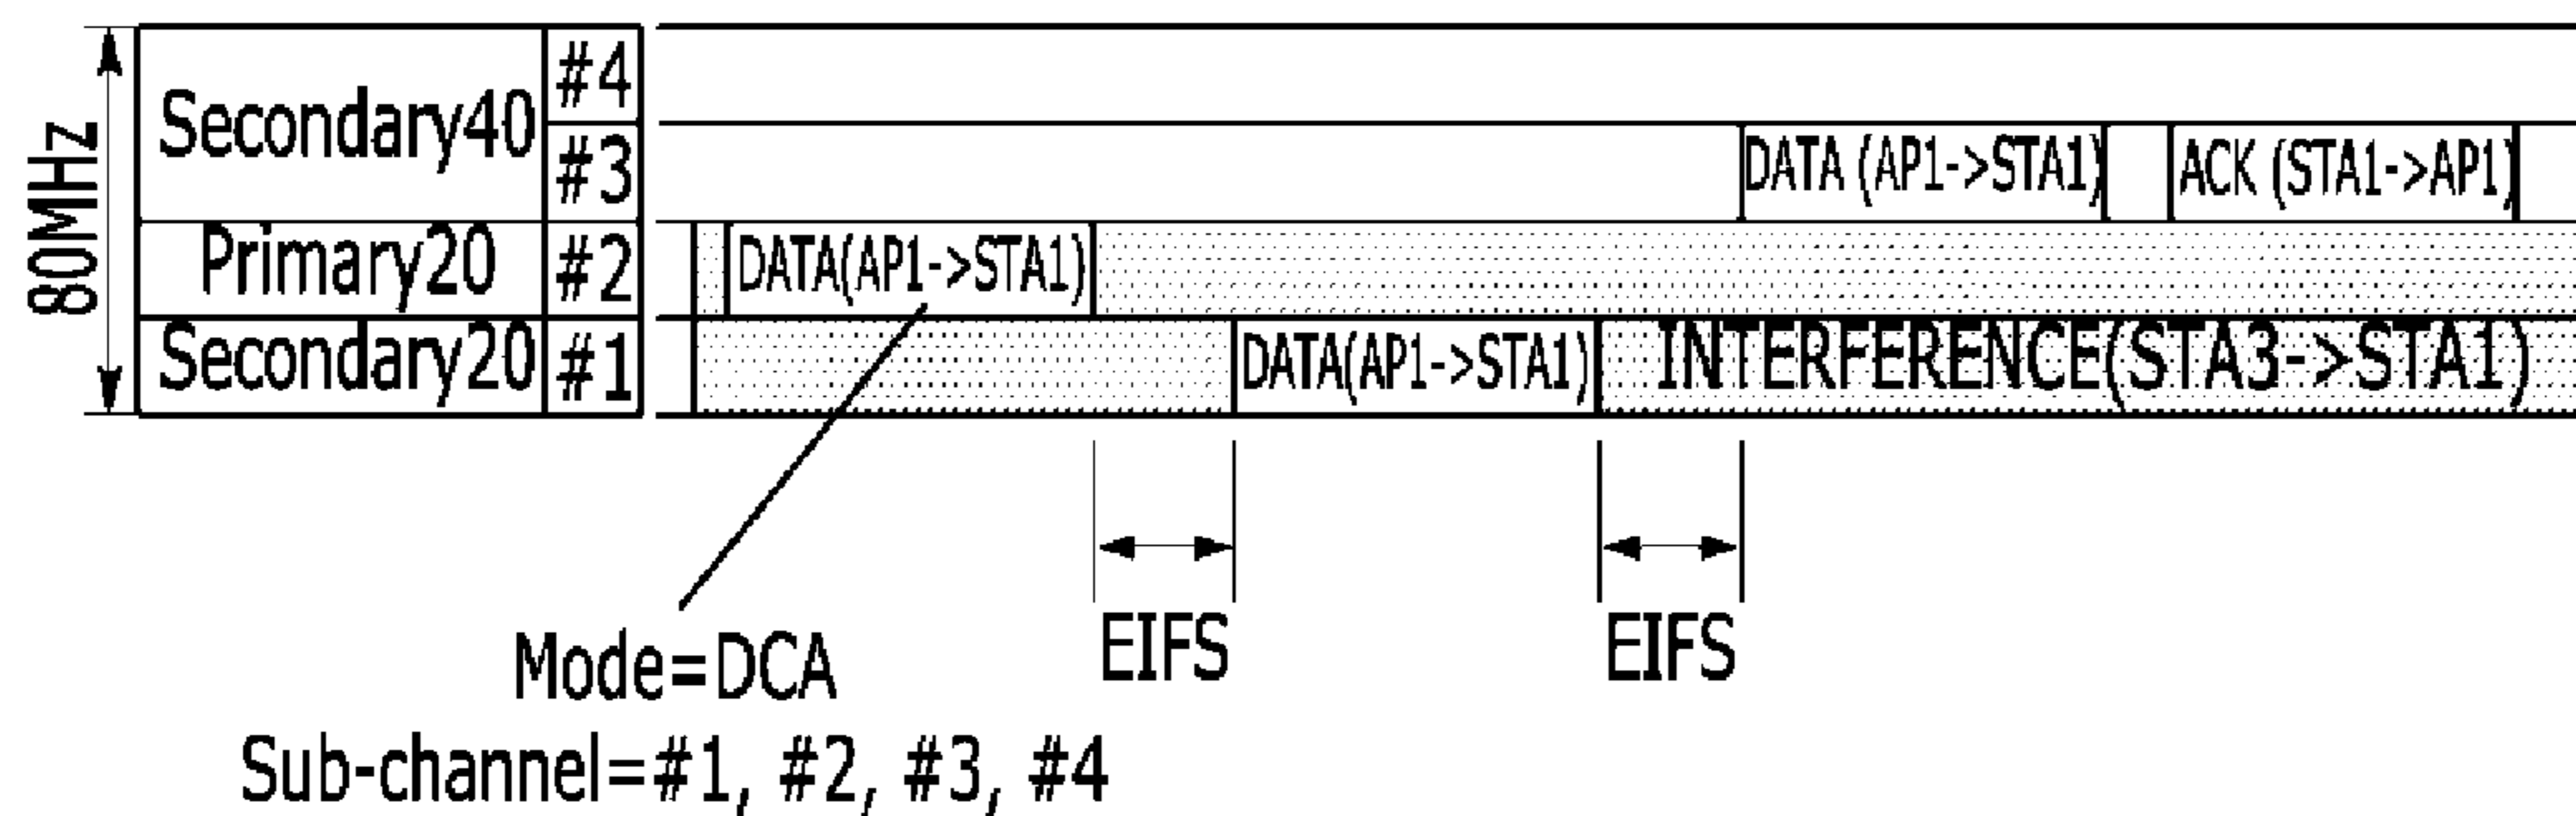 80MHz
Secondary40
#4
#3
DATA (AP1->STA1)
ACK (STA1->AP1)
Primary20
#2
DATA(AP1->STA1)
Secondary20
#1
DATA(AP1->STA1)
INTERFERENCE(STA3->STA1)
EIFS
EIFS
Mode=DCA
Sub-channel=#1, #2, #3, #4